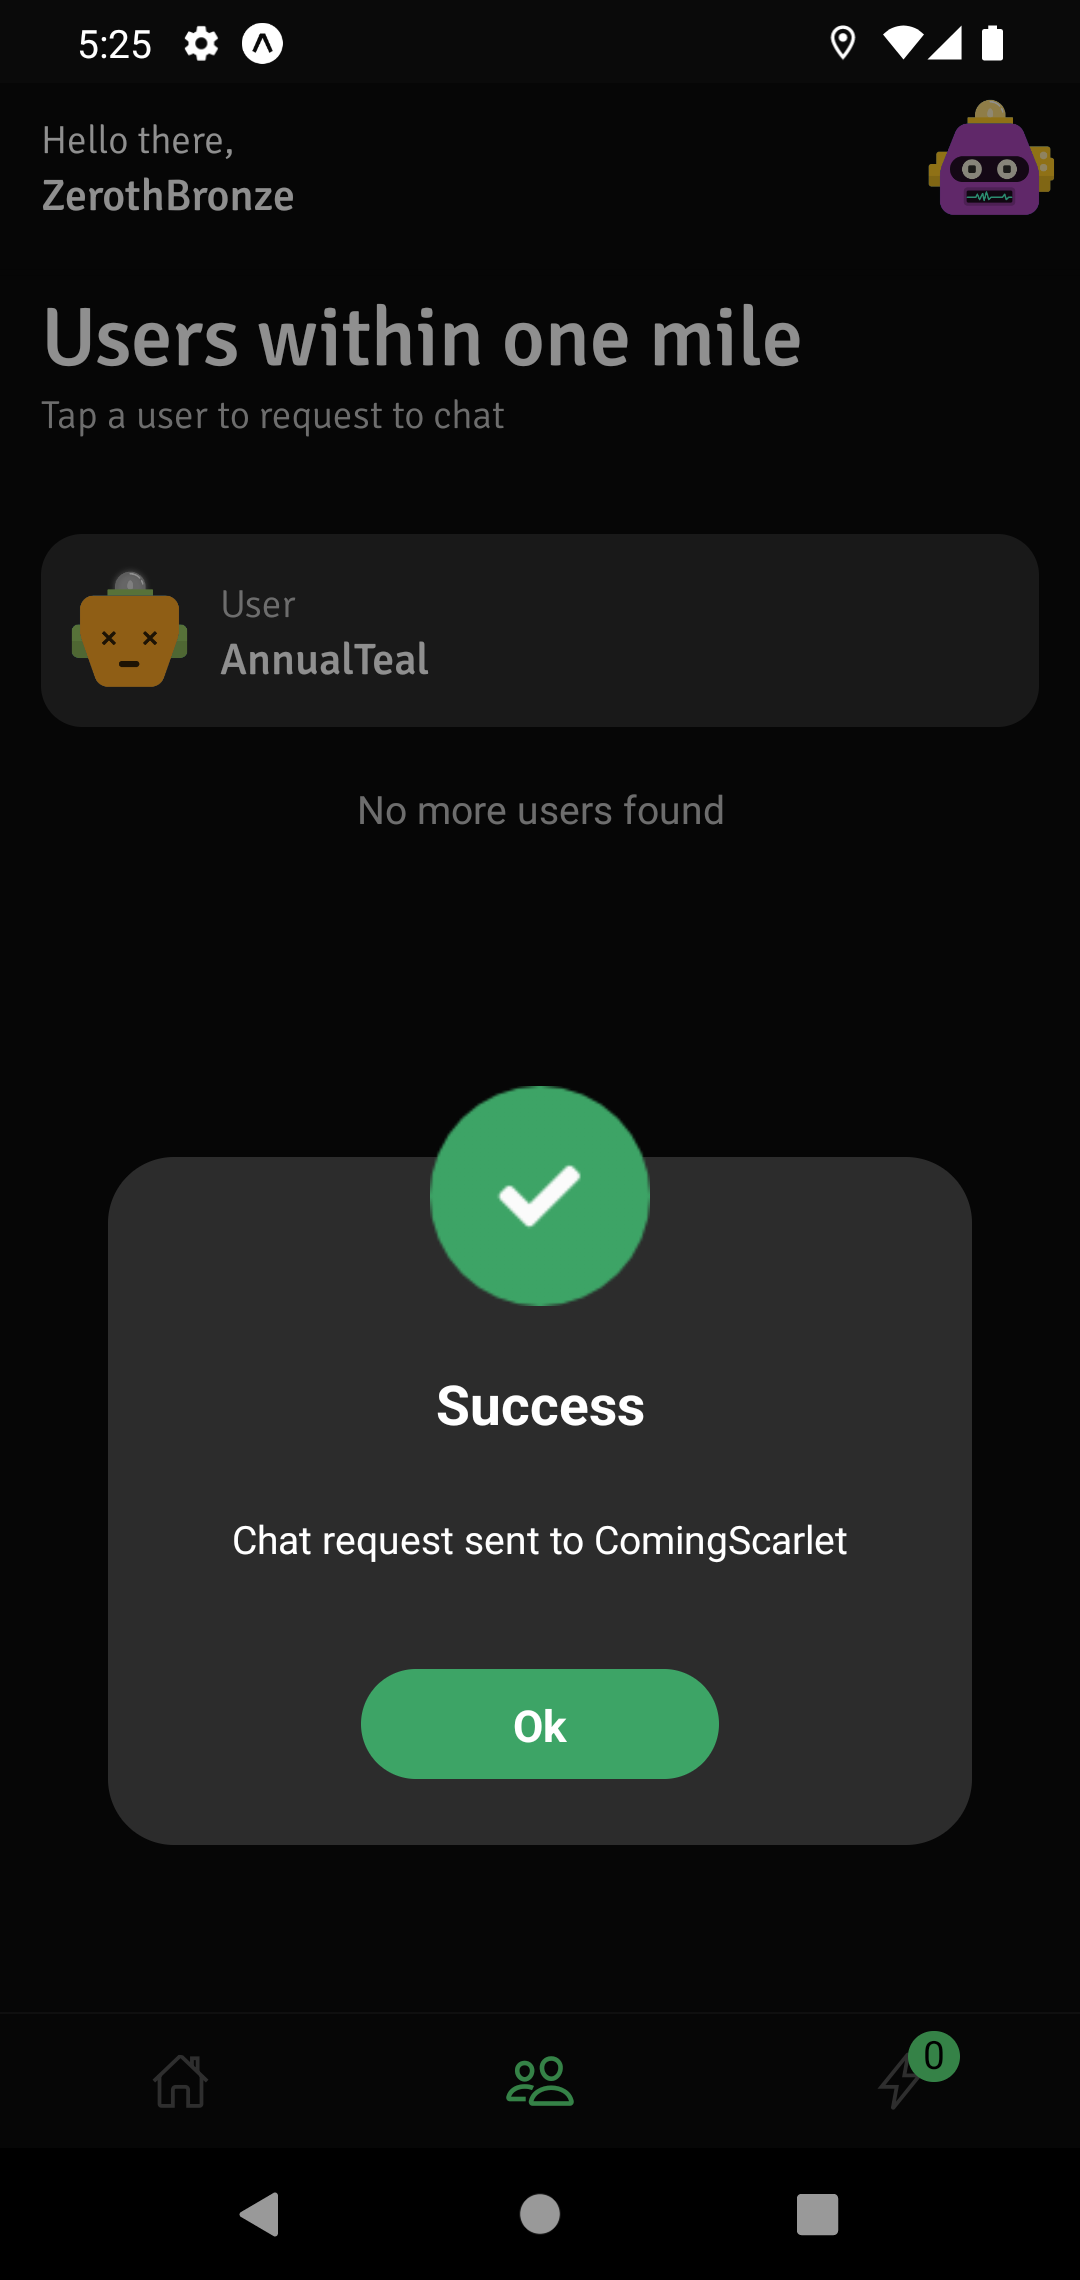 5:25
Hello there,
ZerothBronze
Users within one mile
Tap a user to request to chat
User
AnnualTeal
No more users found
Success
Chat request sent to ComingScarlet
Ok
0